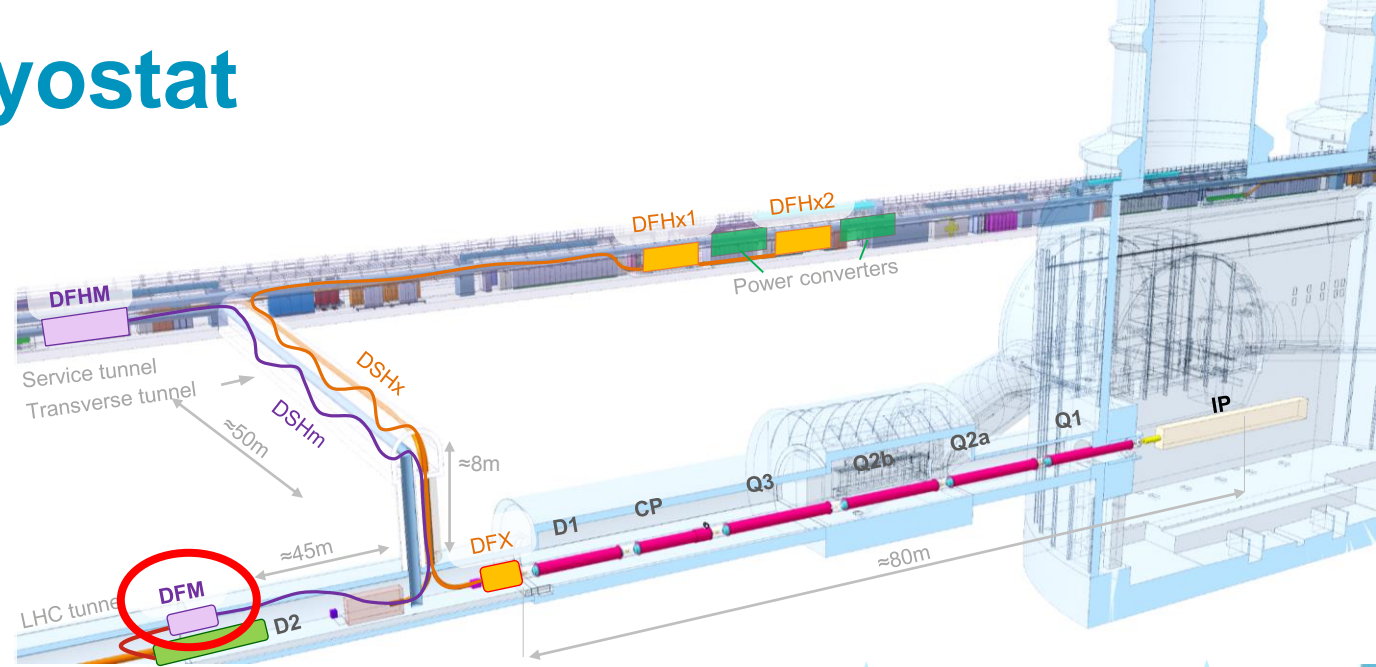 yostat
DFHM
DFHx1
DFHx2
Power converters
Service tunnel
Transverse tunnel
DSHx
DSHm
≈50m
≈8m
≈45m
DFX
D1
CP
Q3
Q2b
Q2a
Q1
IP
≈80m
LHC tunne
DFM
D2